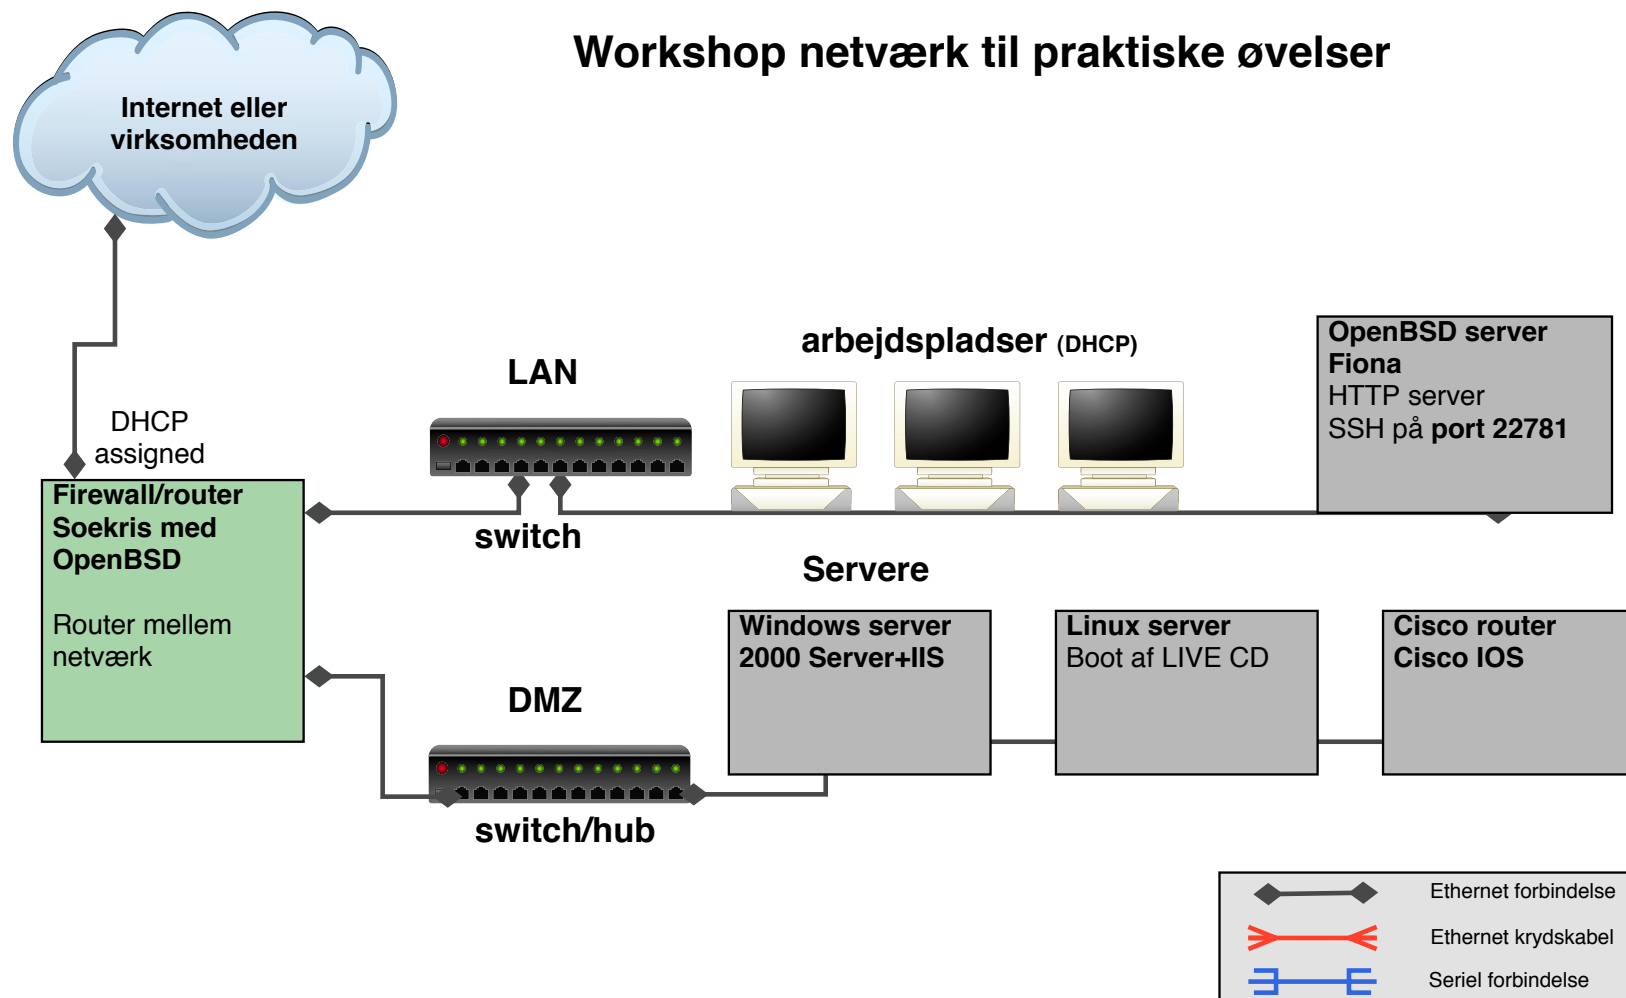 Workshop netværk til praktiske øvelser
Internet eller
virksomheden
arbejdspladser (DHCP)
OpenBSD server
Fiona
HTTP server
SSH på port 22781
LAN
DHCP
assigned
Firewall/router
Soekris med
OpenBSD
Router mellem
netværk
switch
Servere
Windows server
2000 Server+IIS
Linux server
Boot af LIVE CD
Cisco router
Cisco IOS
DMZ
switch/hub
Ethernet forbindelse
Ethernet krydskabel
Seriel forbindelse